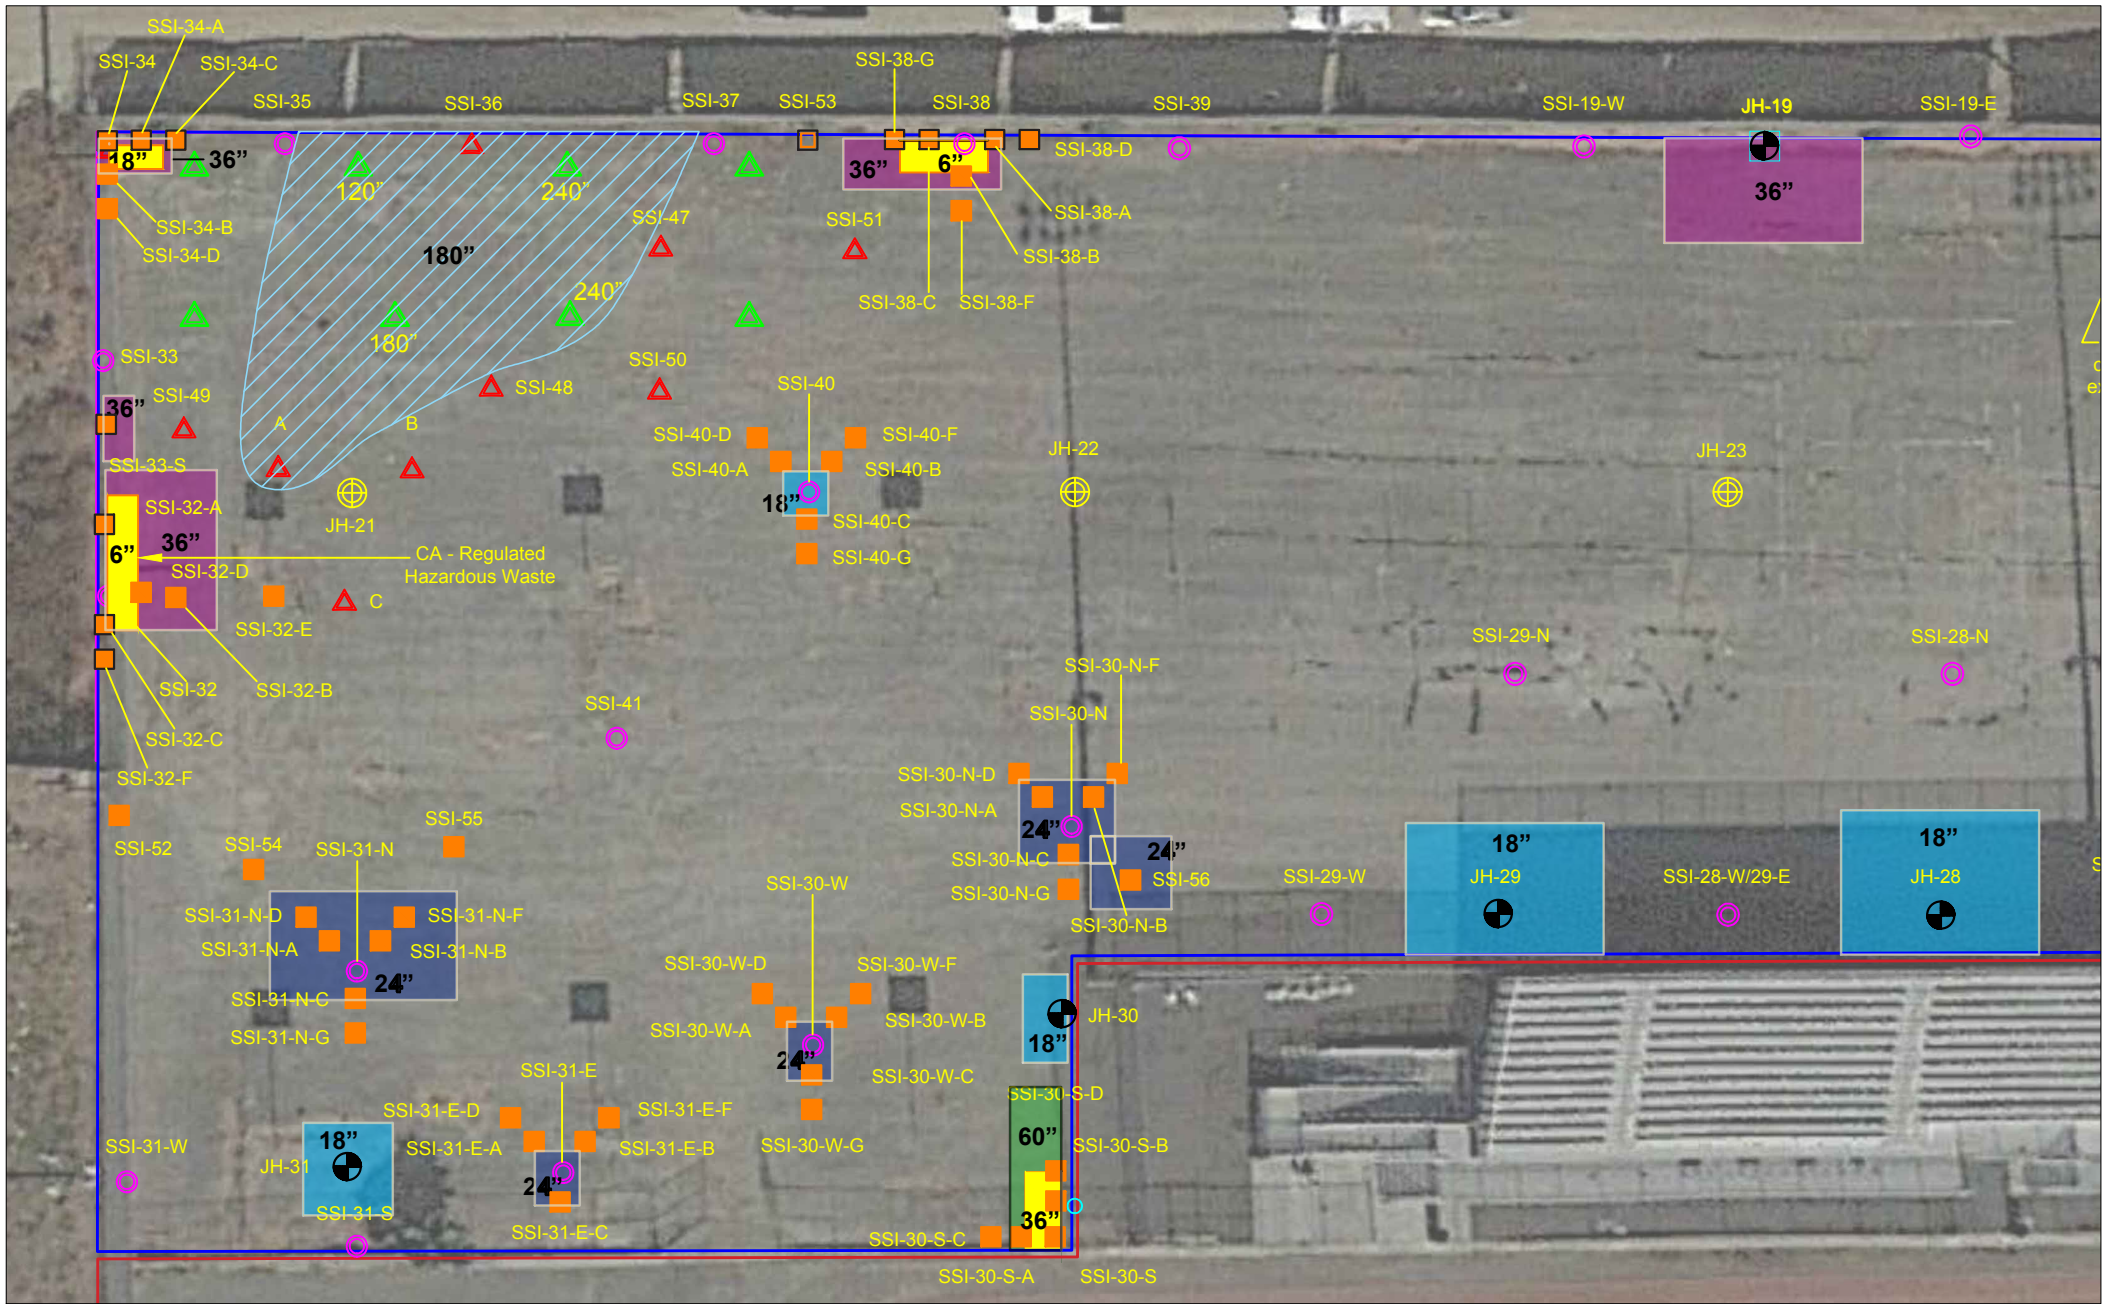 SSI-34-A
SSI-34
SSI-34-C
SSI-35
SSI-36
SSI-37
SSI-53
SSI-38-G
SSI-38
SSI-39
SSI-19-W
JH-19
SSI-19-E
18”
36”
120”
240”
36”
6”
SSI-38-D
36”
SSI-34-B
SSI-34-D
180”
SSI-47
SSI-51
SSI-38-A
SSI-38-B
SSI-38-C
SSI-38-F
240”
180”
SSI-33
SSI-48
SSI-50
SSI-40
SSI-49
36”
A
B
SSI-33-S
SSI-40-D
SSI-40-F
SSI-40-A
SSI-40-B
18”
JH-22
JH-23
SSI-32-A
JH-21
SSI-40-C
SSI-40-G
6”
36”
CA - Regulated
Hazardous Waste
SSI-32-D
SSI-32-E
C
SSI-32
SSI-32-B
SSI-32-C
SSI-32-F
SSI-41
SSI-29-N
SSI-28-N
SSI-30-N-F
SSI-30-N
SSI-30-N-D
SSI-30-N-A
24”
24”
SSI-30-N-C
SSI-56
SSI-30-N-G
SSI-30-N-B
SSI-52
SSI-54
SSI-55
SSI-31-N
SSI-31-N-D
SSI-31-N-F
SSI-31-N-A
SSI-31-N-B
24”
SSI-31-N-C
SSI-31-N-G
SSI-30-W
SSI-29-W
18”
JH-29
SSI-28-W/29-E
18”
JH-28
SSI-30-W-D
SSI-30-W-F
SSI-30-W-A
SSI-30-W-B
24”
SSI-30-W-C
SSI-30-W-G
JH-30
18”
SSI-30-S-D
60”
SSI-30-S-B
36”
SSI-30-S-C
SSI-30-S-A
SSI-30-S
SSI-31-E
SSI-31-E-D
SSI-31-E-F
SSI-31-E-A
SSI-31-E-B
24”
SSI-31-E-C
SSI-31-W
18”
JH-31
SSI-31-S